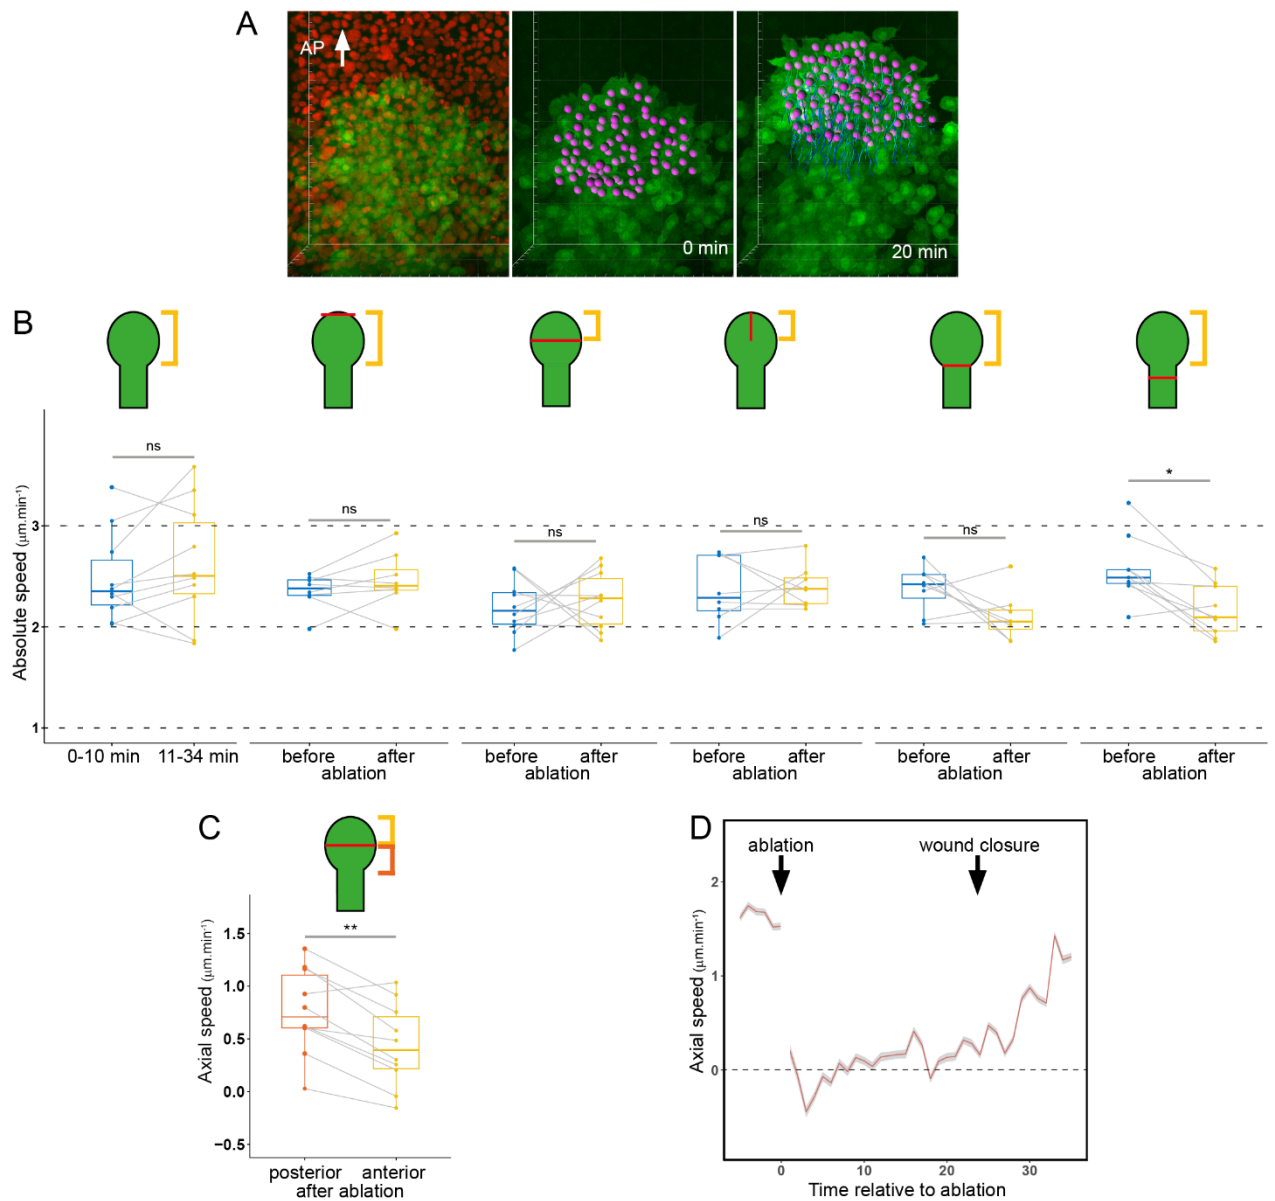 A
AP
0 min
20 min
B
ns
ns
ns
ns
ns
*
Absolute speed (μm.min⁻¹)
3
2
1
0-10 min 11-34 min
before after
ablation
before after
ablation
before after
ablation
before after
ablation
before after
ablation
C
**
Axial speed (μm.min⁻¹)
1.5
1.0
0.5
0.0
−0.5
posterior anterior
after ablation
D
ablation
wound closure
Axial speed (μm.min⁻¹)
2
1
0
0 10 20 30
Time relative to ablation